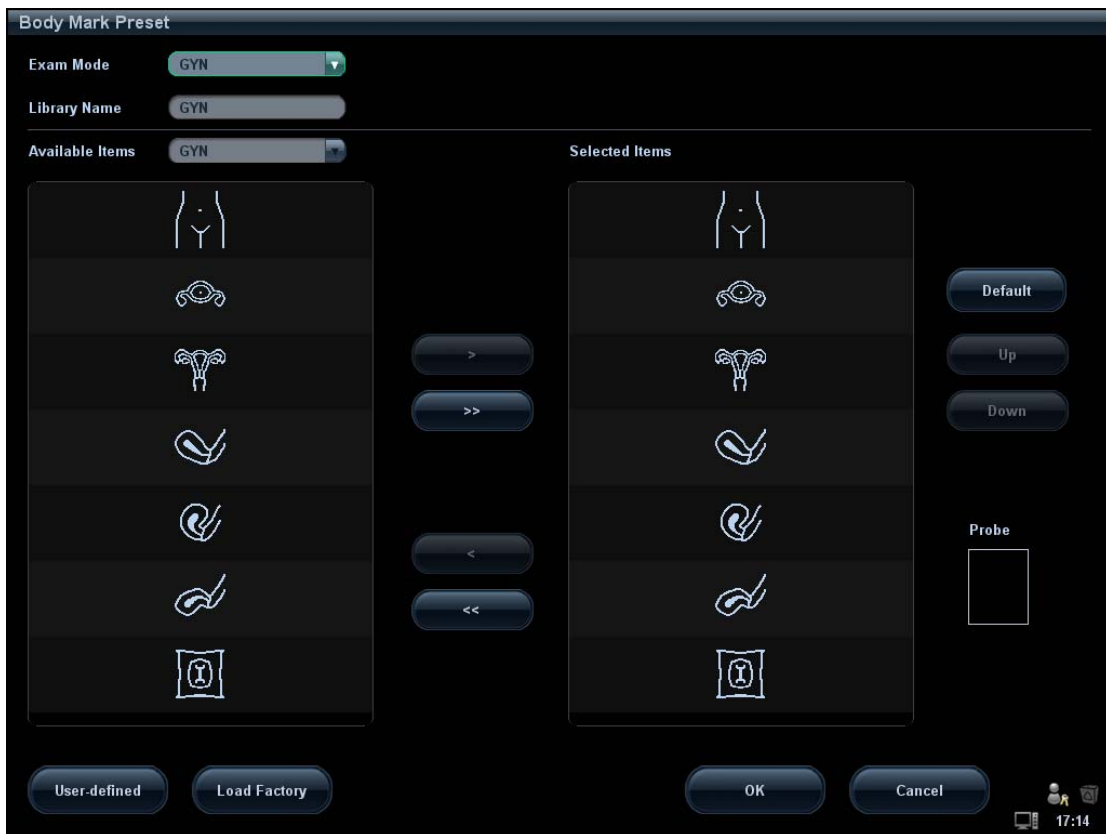 Body Mark Preset
Exam Mode GYN
Library Name GYN
Available Items GYN Selected Items
Default
> Up
>> Down
Probe
<
<<
User-defined Load Factory OK Cancel
17:14